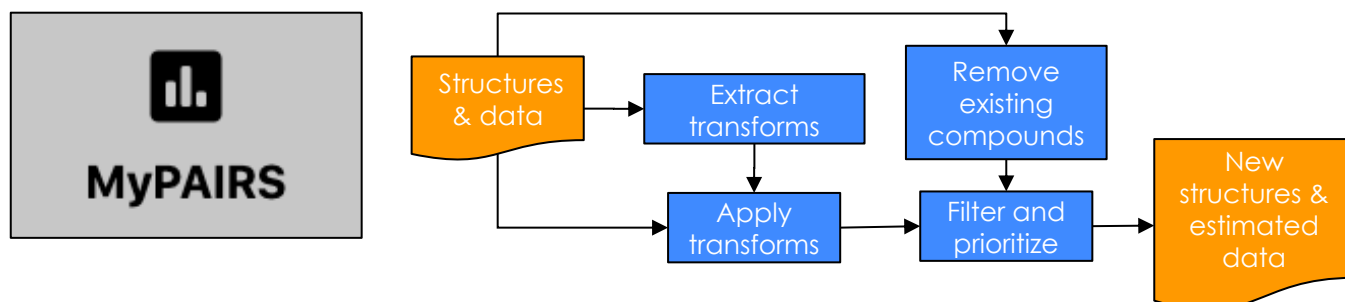 MyPAIRS
Structures
& data
Extract
transforms
Apply
transforms
Remove
existing
compounds
Filter and
prioritize
New
structures &
estimated
data